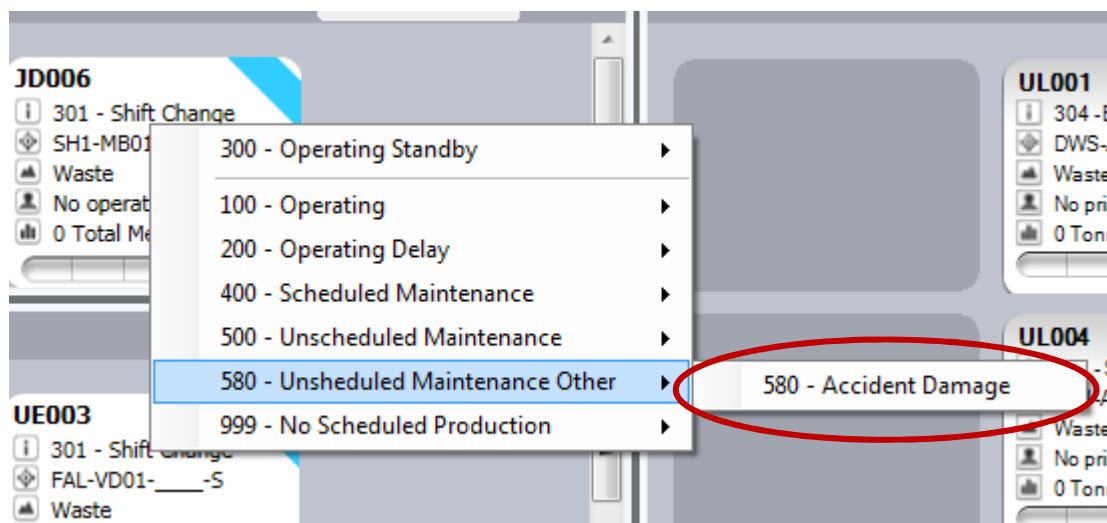 JD006
301 - Shift Change
SH1-MB01
Waste
No operat
0 Total Me
300 - Operating Standby
100 - Operating
200 - Operating Delay
400 - Scheduled Maintenance
500 - Unscheduled Maintenance
580 - Unsheduled Maintenance Other
999 - No Scheduled Production
580 - Accident Damage
UE003
301 - Shift Change
FAL-VD01-____-S
Waste
UL001
304 -
DWS-
Waste
No pri
0 Ton
UL004
Waste
No pri
0 Ton